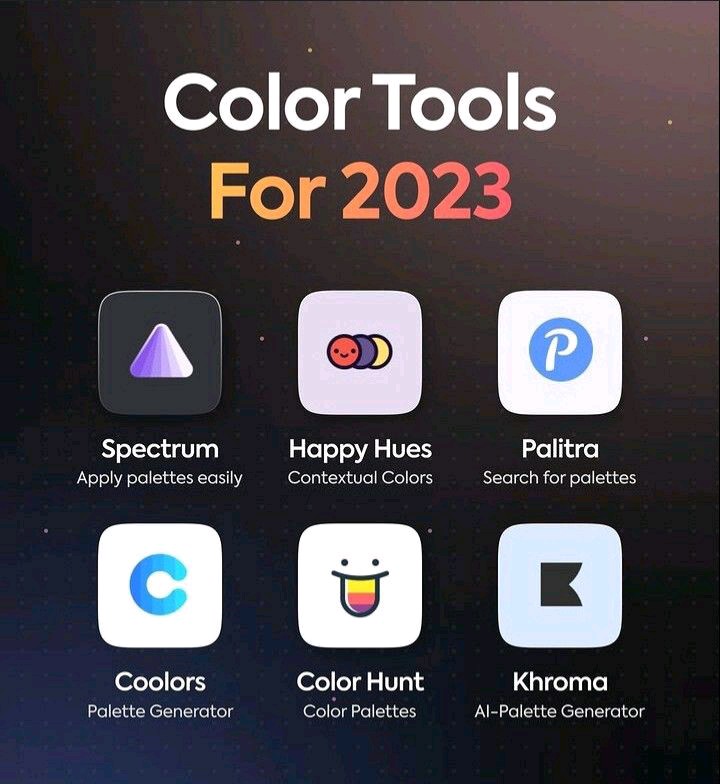 Color Tools
For 2023
Spectrum
Apply palettes easily
Happy Hues
Contextual Colors
Palitra
Search for palettes
Coolors
Palette Generator
Color Hunt
Color Palettes
Khroma
AI-Palette Generator